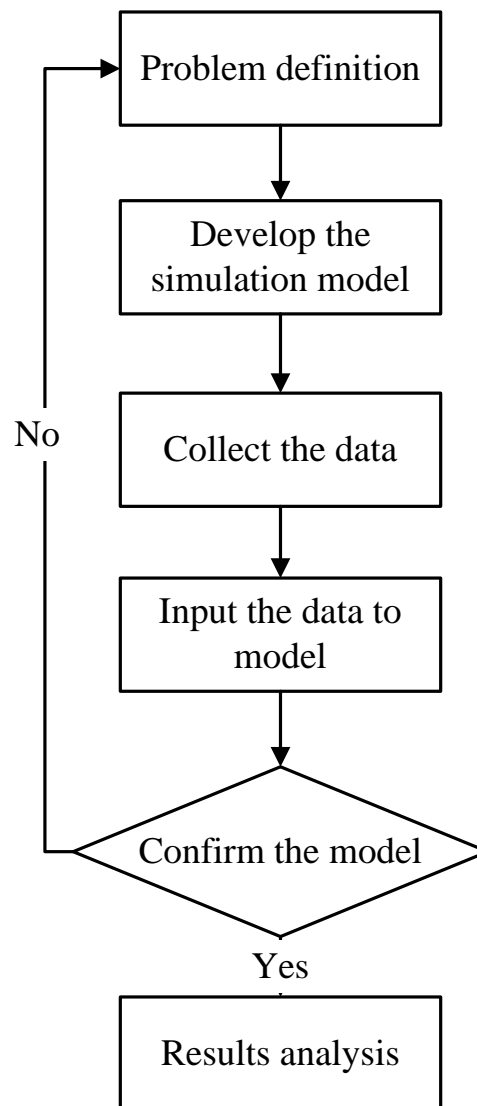 Problem definition
Develop the
simulation model
No
Collect the data
Input the data to
model
Confirm the model
Yes
Results analysis